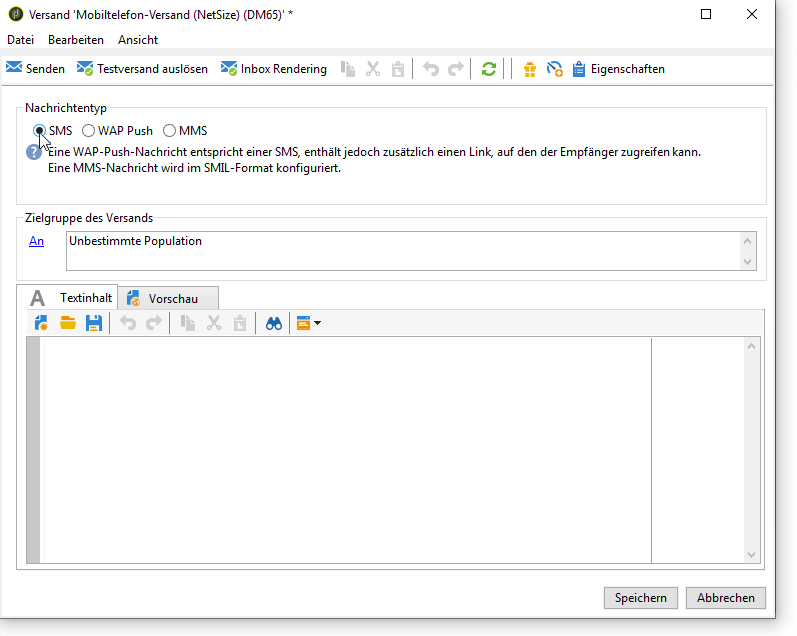 Versand 'Mobiltelefon-Versand (NetSize) (DM65)' *
Datei Bearbeiten Ansicht
Senden Testversand auslösen Inbox Rendering Eigenschaften
Nachrichtentyp
SMS WAP Push MMS
Eine WAP-Push-Nachricht entspricht einer SMS, enthält jedoch zusätzlich einen Link, auf den der Empfänger zugreifen kann.
Eine MMS-Nachricht wird im SMIL-Format konfiguriert.
Zielgruppe des Versands
An Unbestimmte Population
Textinhalt Vorschau
Speichern Abbrechen